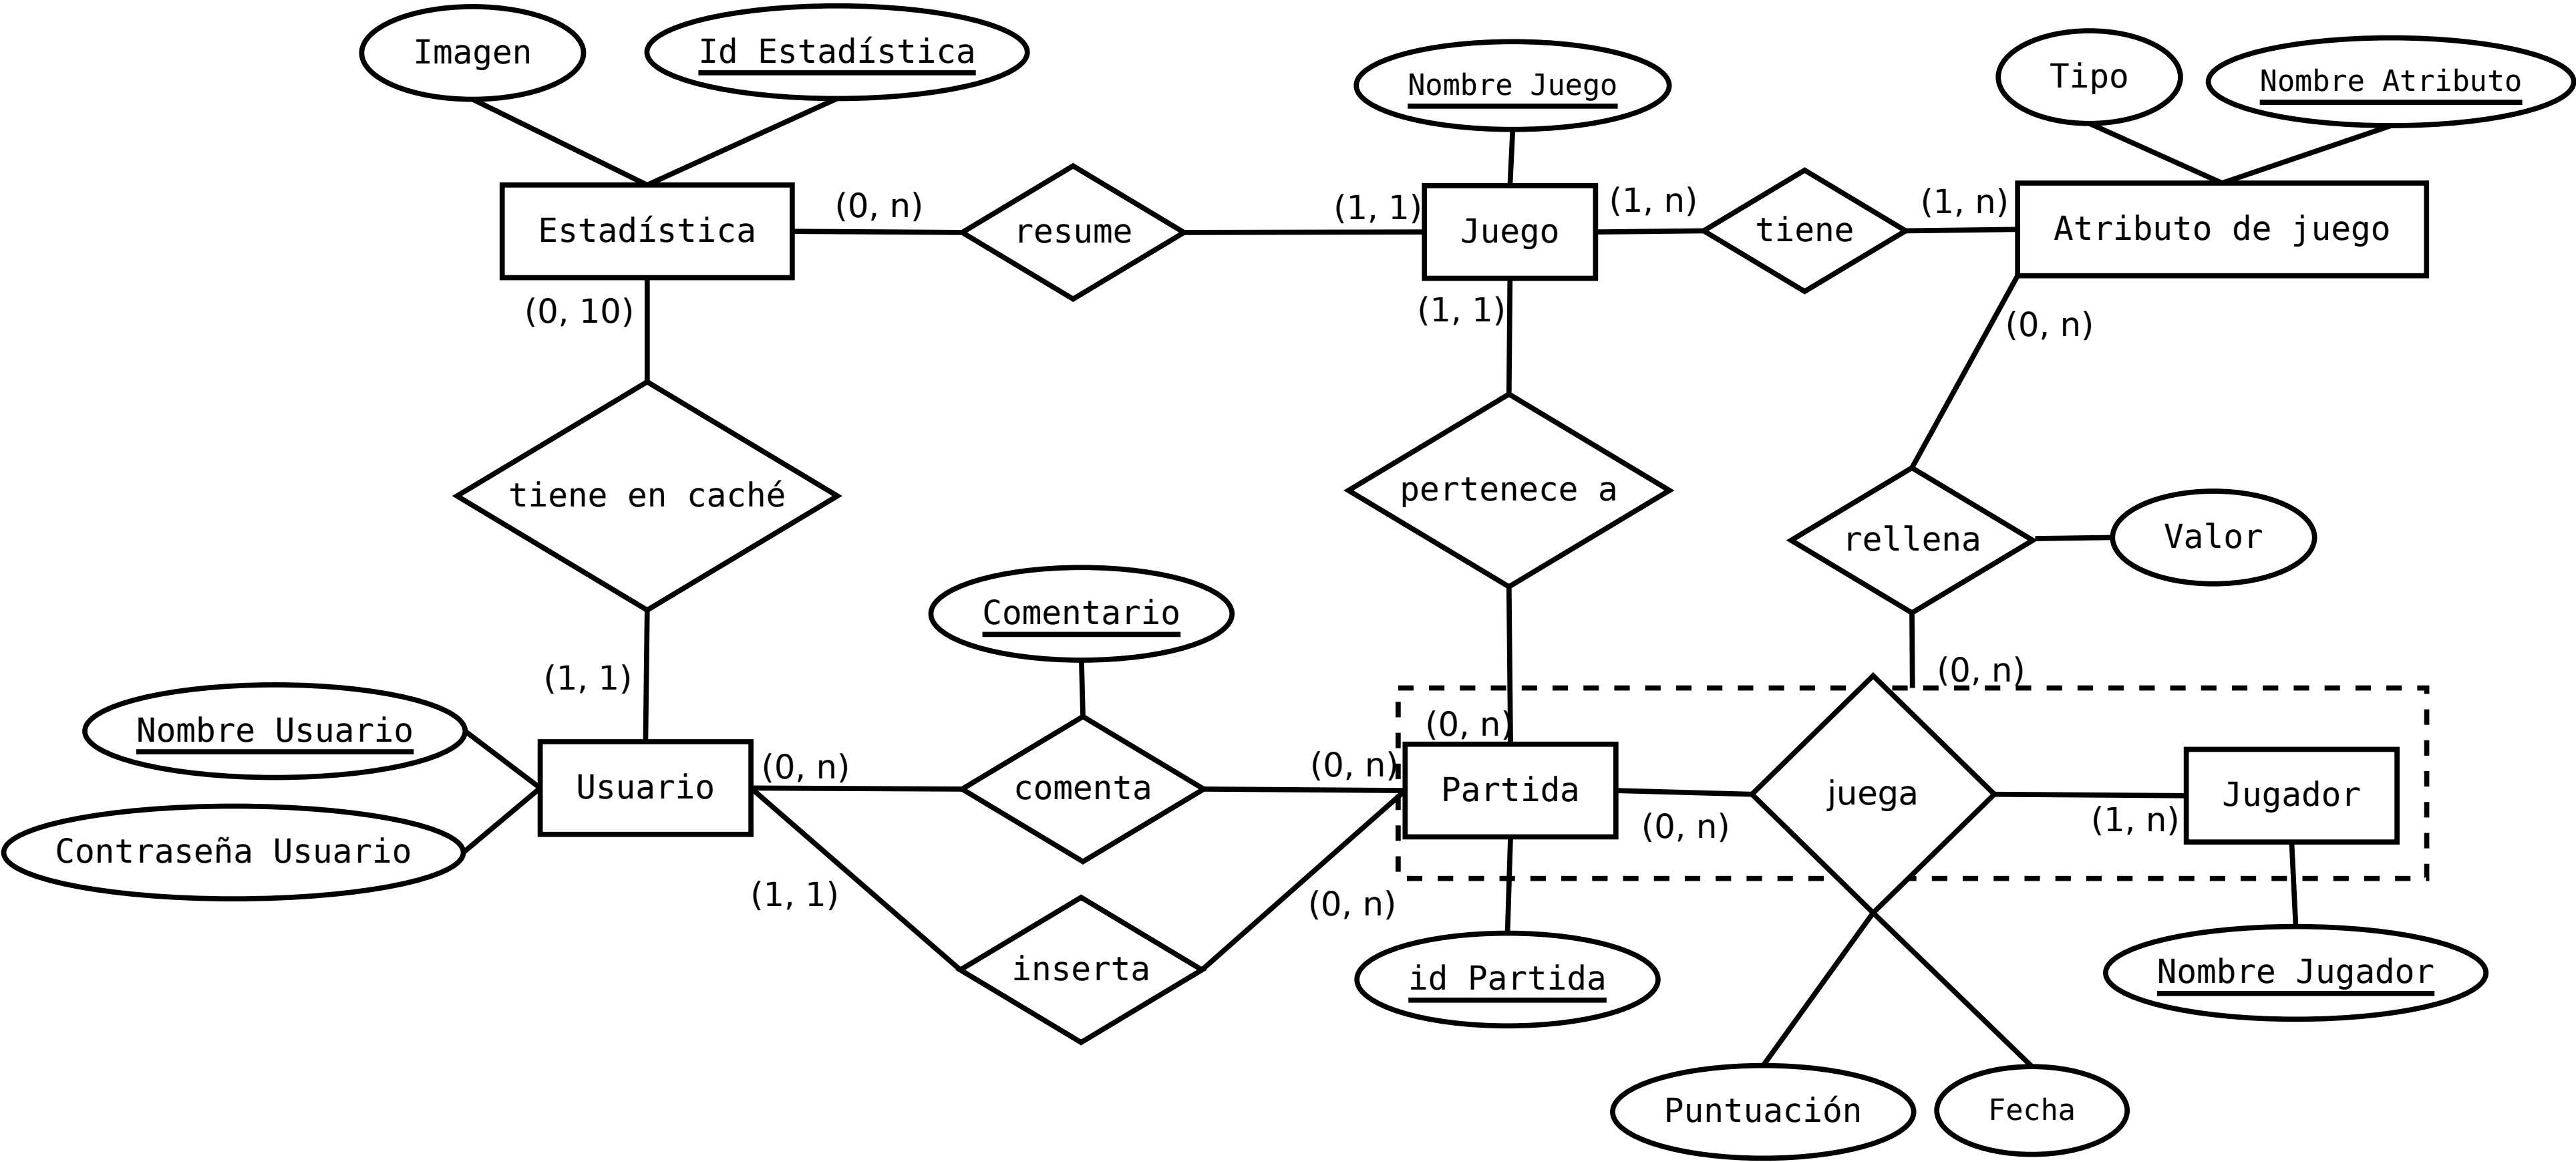 Imagen
Id Estadística
Nombre Juego
Tipo
Nombre Atributo
Estadística
(0, n)
resume
(1, 1)
Juego
(1, n)
tiene
(1, n)
Atributo de juego
(0, 10)
(1, 1)
(0, n)
tiene en caché
pertenece a
rellena
Valor
Comentario
(1, 1)
(0, n)
Nombre Usuario
Contraseña Usuario
Usuario
(0, n)
comenta
(0, n)
(0, n)
Partida
(0, n)
juega
(1, n)
Jugador
(1, 1)
inserta
(0, n)
id Partida
Nombre Jugador
Puntuación
Fecha